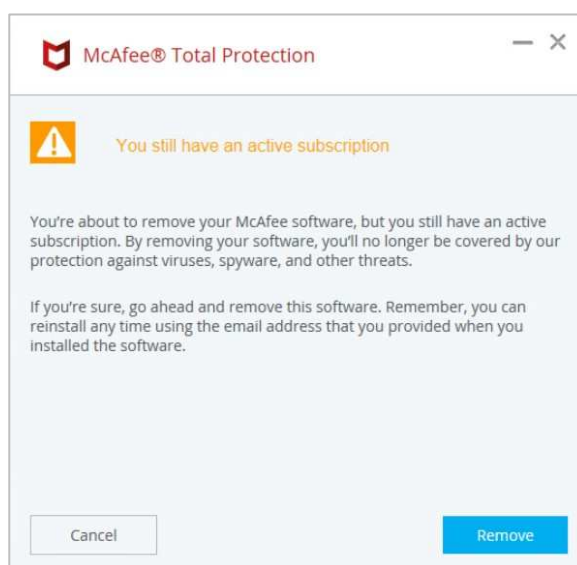 McAfee® Total Protection
You still have an active subscription
You're about to remove your McAfee software, but you still have an active
subscription. By removing your software, you'll no longer be covered by our
protection against viruses, spyware, and other threats.
If you're sure, go ahead and remove this software. Remember, you can
reinstall any time using the email address that you provided when you
installed the software.
Cancel
Remove